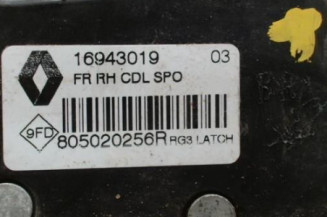 16943019 03
FR RH CDL SPO
9FD
805020256R RG3 LATCH